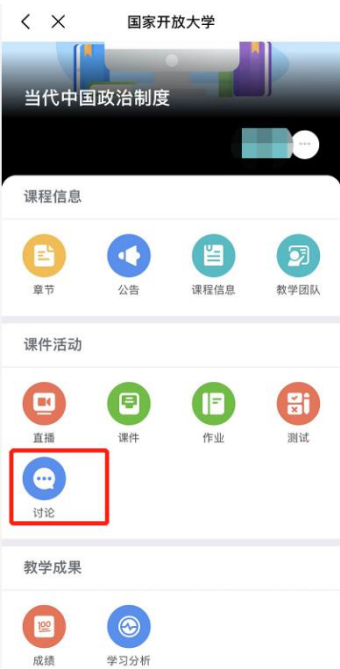 国家开放大学
当代中国政治制度
课程信息
章节 公告 课程信息 教学团队
课件活动
直播 课件 作业 测试
讨论
教学成果
100
成绩 学习分析